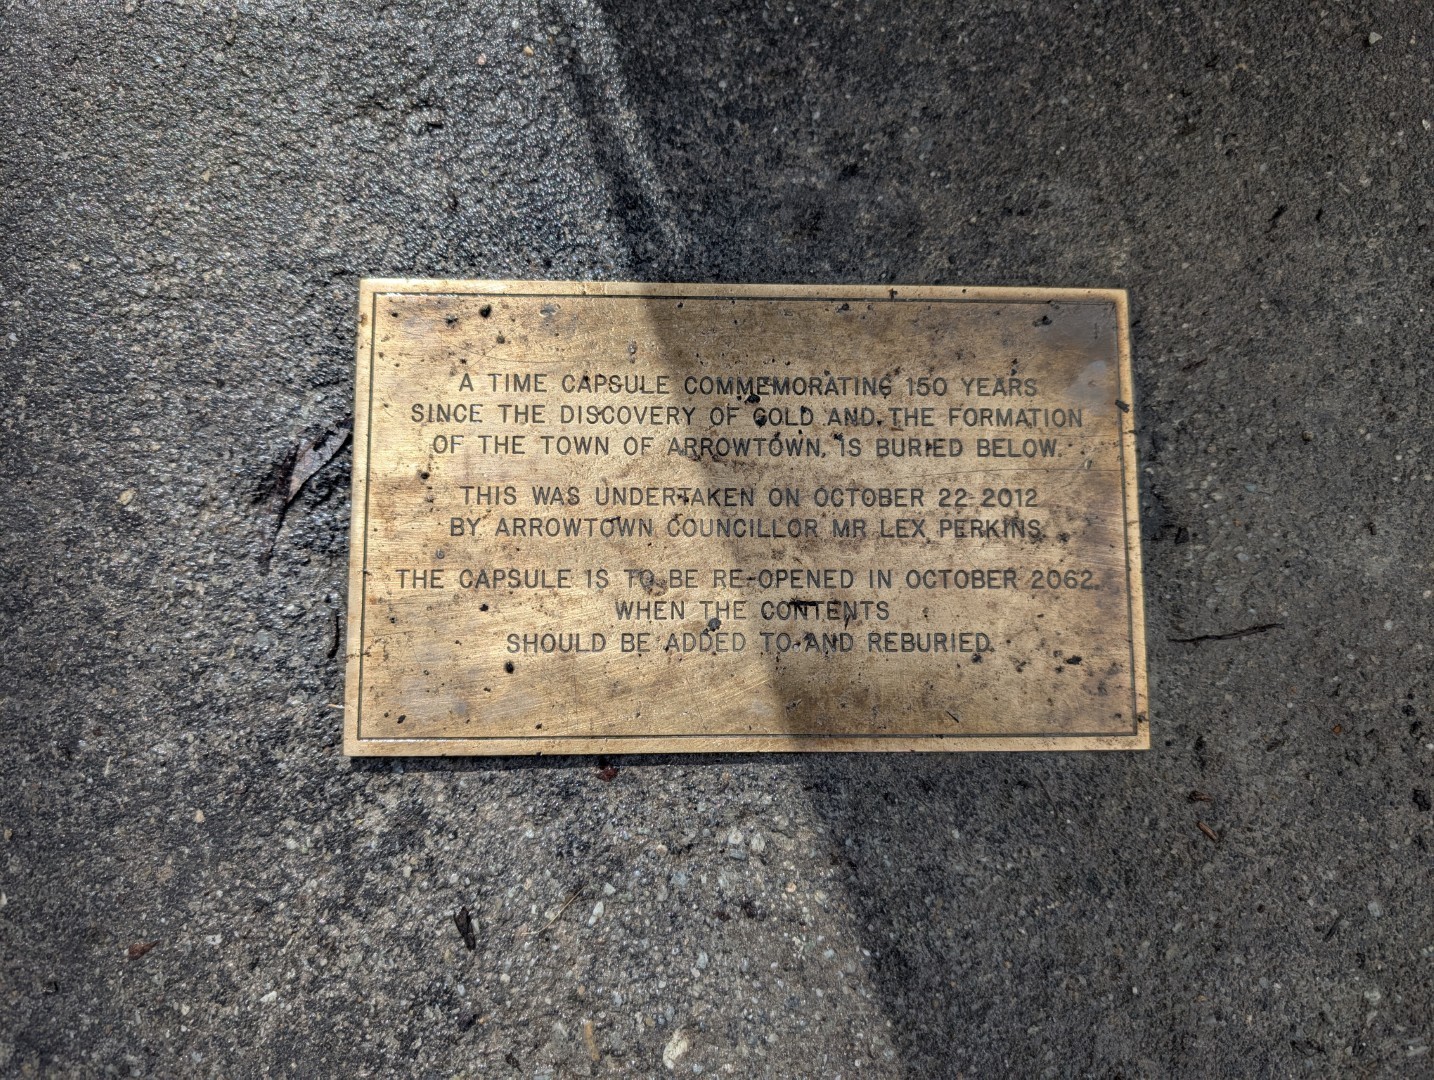 A TIME CAPSULE COMMEMORATING 150 YEARS
SINCE THE DISCOVERY OF GOLD AND THE FORMATION
OF THE TOWN OF ARROWTOWN, IS BURIED BELOW.
THIS WAS UNDERTAKEN ON OCTOBER 22 2012
BY ARROWTOWN COUNCILLOR MR LEX PERKINS.
THE CAPSULE IS TO BE RE-OPENED IN OCTOBER 2062.
WHEN THE CONTENTS
SHOULD BE ADDED TO AND REBURIED.